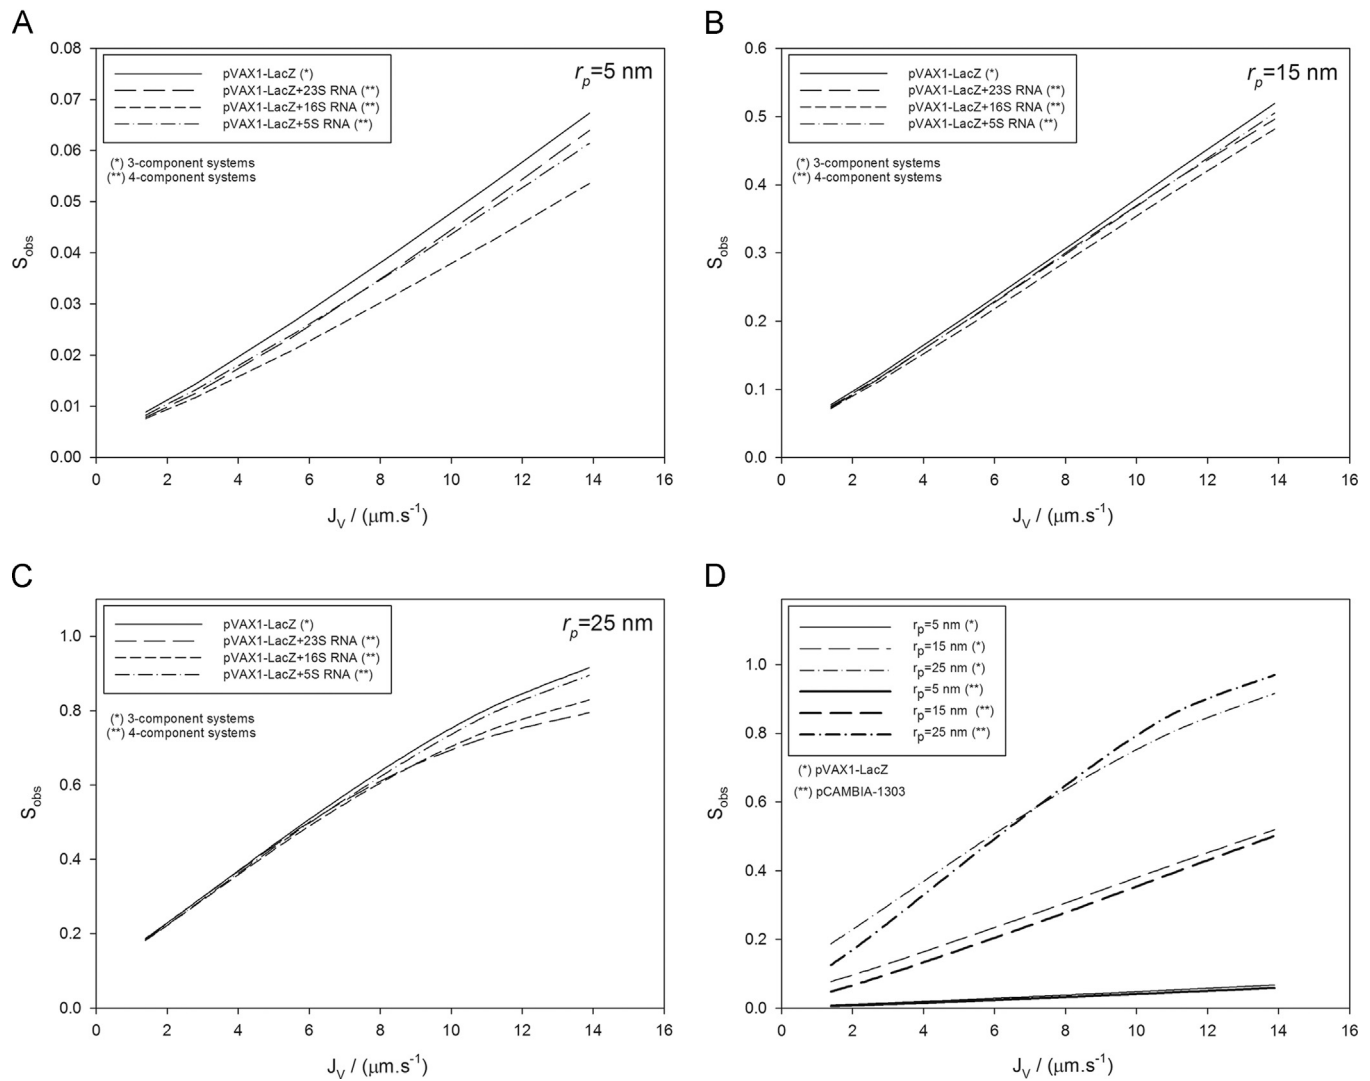 A
0.08
0.07
0.06
0.05
0.04
0.03
0.02
0.01
0.00
S_obs
pVAX1-LacZ (*)
pVAX1-LacZ+23S RNA (**)
pVAX1-LacZ+16S RNA (**)
pVAX1-LacZ+5S RNA (**)
r_p=5 nm
(*) 3-component systems
(**) 4-component systems
0 2 4 6 8 10 12 14 16
J_V / (μm.s⁻¹)
B
0.6
0.5
0.4
0.3
0.2
0.1
0.0
S_obs
pVAX1-LacZ (*)
pVAX1-LacZ+23S RNA (**)
pVAX1-LacZ+16S RNA (**)
pVAX1-LacZ+5S RNA (**)
r_p=15 nm
(*) 3-component systems
(**) 4-component systems
0 2 4 6 8 10 12 14 16
J_V / (μm.s⁻¹)
C
1.0
0.8
0.6
0.4
0.2
0.0
S_obs
pVAX1-LacZ (*)
pVAX1-LacZ+23S RNA (**)
pVAX1-LacZ+16S RNA (**)
pVAX1-LacZ+5S RNA (**)
r_p=25 nm
(*) 3-component systems
(**) 4-component systems
0 2 4 6 8 10 12 14 16
J_V / (μm.s⁻¹)
D
1.0
0.8
0.6
0.4
0.2
0.0
S_obs
r_p=5 nm (*)
r_p=15 nm (*)
r_p=25 nm (*)
r_p=5 nm (**)
r_p=15 nm (**)
r_p=25 nm (**)
(*) pVAX1-LacZ
(**) pCAMBIA-1303
0 2 4 6 8 10 12 14 16
J_V / (μm.s⁻¹)